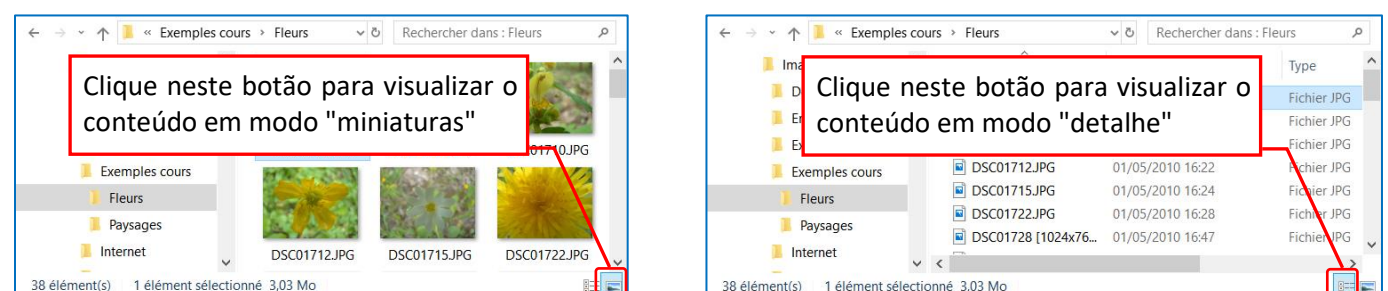 « Exemples cours › Fleurs
Rechercher dans : Fleurs
Clique neste botão para visualizar o
conteúdo em modo "miniaturas"
Exemples cours
Fleurs
Paysages
Internet
DSC01712.JPG
DSC01715.JPG
DSC01722.JPG
38 élément(s)
1 élément sélectionné 3,03 Mo
« Exemples cours › Fleurs
Rechercher dans : Fleurs
Clique neste botão para visualizar o
conteúdo em modo "detalhe"
Type
Fichier JPG
Fichier JPG
Fichier JPG
Exemples cours
Fleurs
Paysages
Internet
DSC01712.JPG 01/05/2010 16:22 Fichier JPG
DSC01715.JPG 01/05/2010 16:24 Fichier JPG
DSC01722.JPG 01/05/2010 16:28 Fichier JPG
DSC01728 [1024x76... 01/05/2010 16:47 Fichier JPG
38 élément(s)
1 élément sélectionné 3,03 Mo